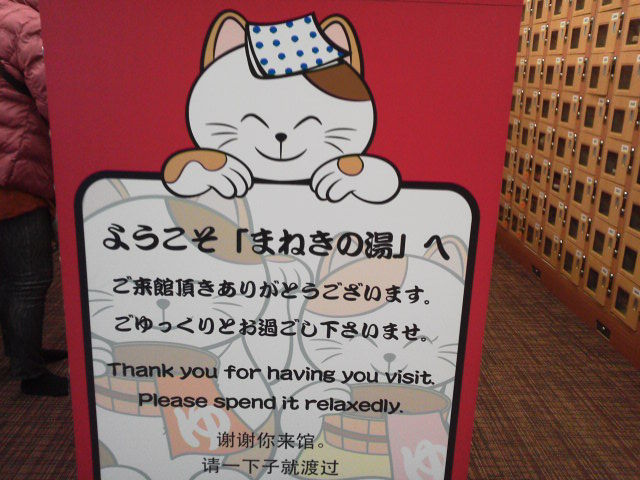 ようこそ「まねきの湯」へ
ご来館頂きありがとうございます。
ごゆっくりとお過ごし下さいませ。
Thank you for having you visit.
Please spend it relaxedly.
谢谢你来馆。
请一下子就渡过
ゆ
ゆ